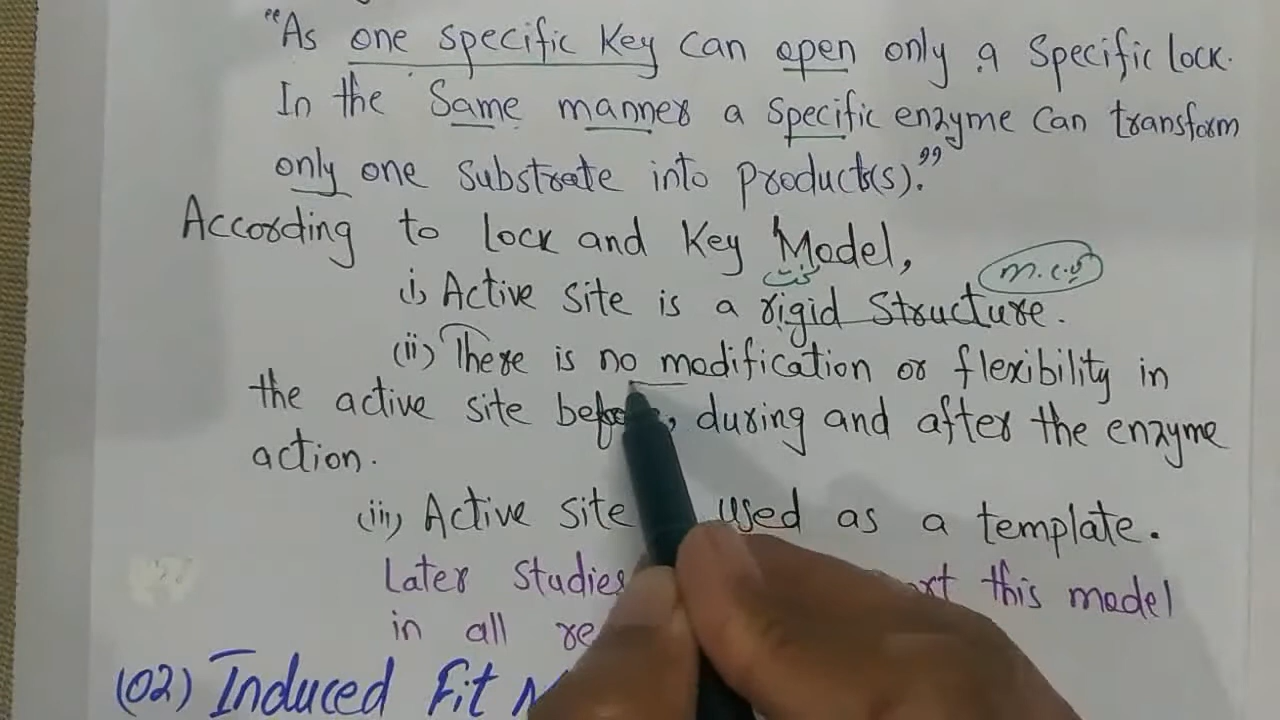 “As one specific Key can open only a Specific lock.
In the Same manner a specific enzyme can transform
only one substrate into products(s).”
According to lock and Key Model,
m.c.q
i) Active site is a rigid Structure.
(ii) There is no modification or flexibility in
the active site before, during and after the enzyme
action.
(iii) Active site used as a template.
Later Studies this model
in all
(02) Induced Fit